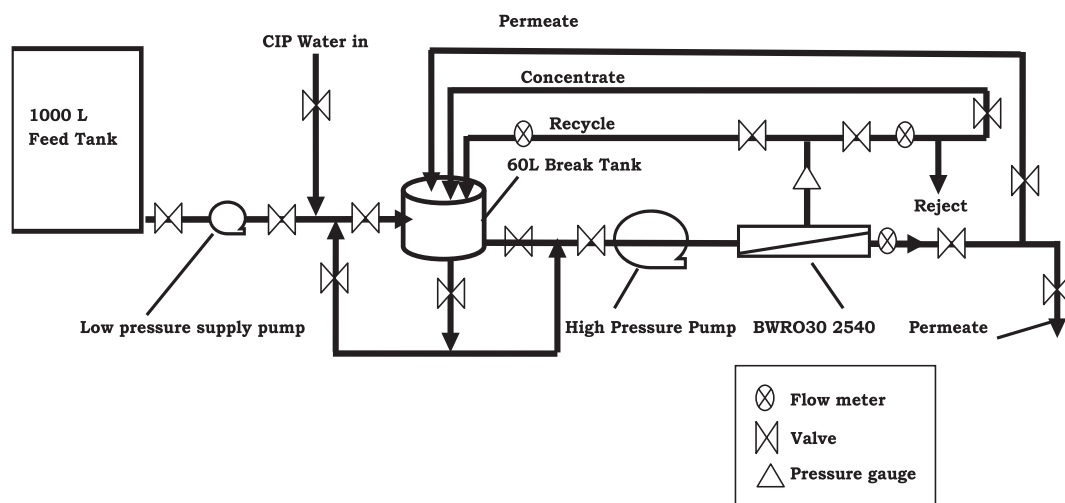 Permeate
CIP Water in
Concentrate
1000 L
Feed Tank
Recycle
60L Break Tank
Reject
Low pressure supply pump
High Pressure Pump
BWRO30 2540
Permeate
Flow meter
Valve
Pressure gauge